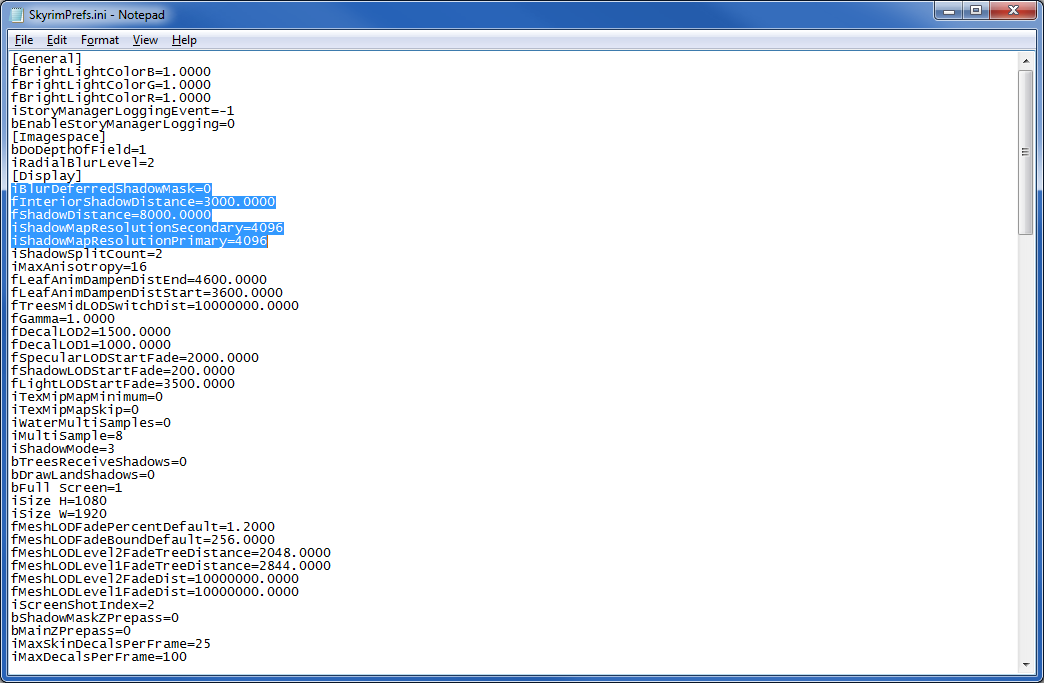 SkyrimPrefs.ini - Notepad
File Edit Format View Help
[General]
fBrightLightColorB=1.0000
fBrightLightColorG=1.0000
fBrightLightColorR=1.0000
iStoryManagerLoggingEvent=-1
bEnableStoryManagerLogging=0
[Imagespace]
bDoDepthOfField=1
iRadialBlurLevel=2
[Display]
iBlurDeferredShadowMask=0
fInteriorShadowDistance=3000.0000
fShadowDistance=8000.0000
iShadowMapResolutionSecondary=4096
iShadowMapResolutionPrimary=4096
iShadowSplitCount=2
iMaxAnisotropy=16
fLeafAnimDampenDistEnd=4600.0000
fLeafAnimDampenDistStart=3600.0000
fTreesMidLODSwitchDist=10000000.0000
fGamma=1.0000
fDecalLOD2=1500.0000
fDecalLOD1=1000.0000
fSpecularLODStartFade=2000.0000
fShadowLODStartFade=200.0000
fLightLODStartFade=3500.0000
iTexMipMapMinimum=0
iTexMipMapSkip=0
iWaterMultiSamples=0
iMultiSample=8
iShadowMode=3
bTreesReceiveShadows=0
bDrawLandShadows=0
bFull Screen=1
iSize H=1080
iSize W=1920
fMeshLODFadePercentDefault=1.2000
fMeshLODFadeBoundDefault=256.0000
fMeshLODLevel2FadeTreeDistance=2048.0000
fMeshLODLevel1FadeTreeDistance=2844.0000
fMeshLODLevel2FadeDist=10000000.0000
fMeshLODLevel1FadeDist=10000000.0000
iScreenShotIndex=2
bShadowMaskZPrepass=0
bMainZPrepass=0
iMaxSkinDecalsPerFrame=25
iMaxDecalsPerFrame=100